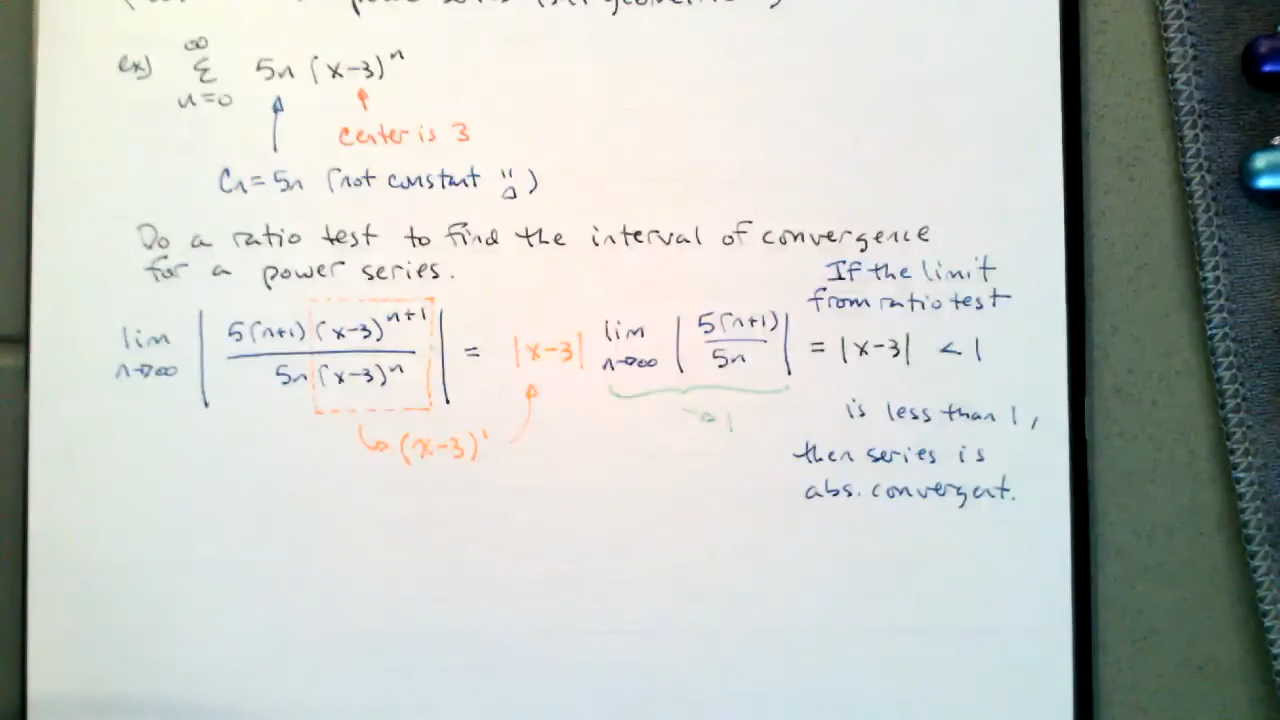 power series
ex) ∞ Σ n=0 5n (x-3)^n
center is 3
Cn=5n (not constant )
Do a ratio test to find the interval of convergence
for a power series.
If the limit
from ratio test
lim n→∞ | 5(n+1)(x-3)^{n+1} / 5n(x-3)^n | = |x-3| lim n→∞ | 5(n+1) / 5n | = |x-3| < 1
→1
is less than 1,
↳(x-3)^1
then series is
abs. convergent.